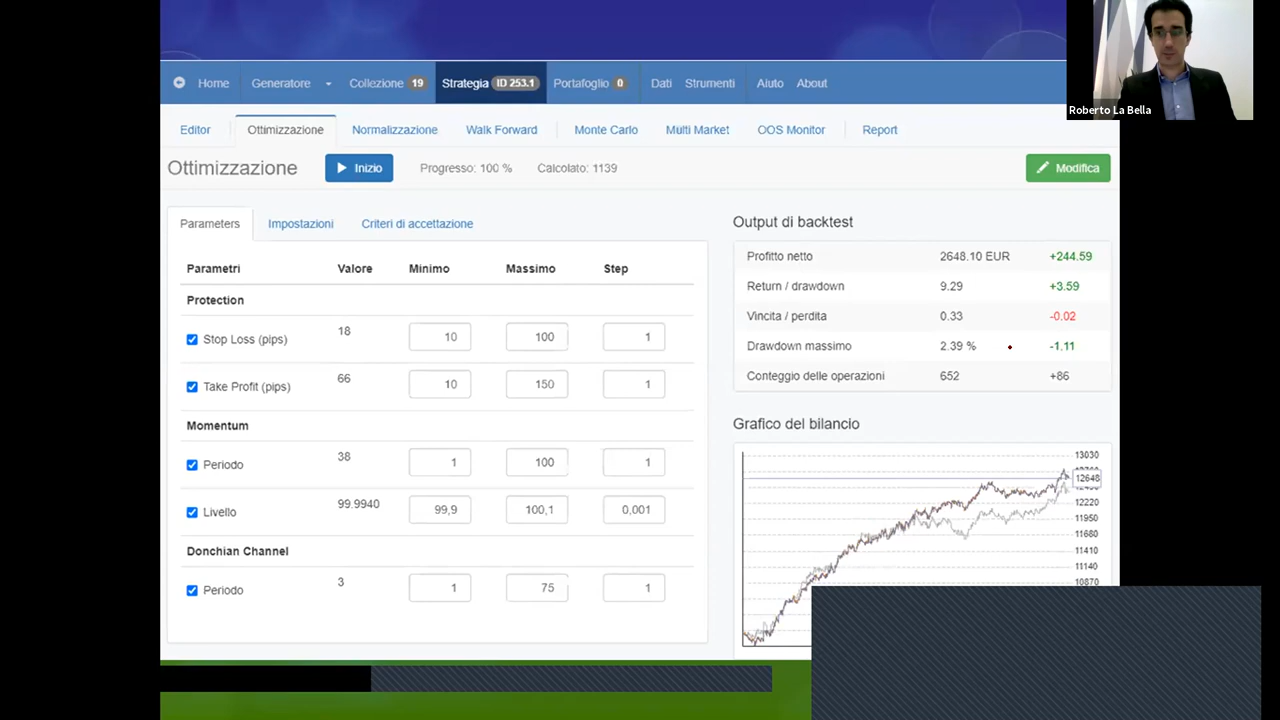 Roberto La Bella
Home Generatore Collezione 19 Strategia ID 253.1 Portafoglio 0 Dati Strumenti Aiuto About
Editor Ottimizzazione Normalizzazione Walk Forward Monte Carlo Multi Market OOS Monitor Report
Ottimizzazione Inizio Progresso: 100 % Calcolato: 1139 Modifica
Parameters Impostazioni Criteri di accettazione
Parametri Valore Minimo Massimo Step
Protection
Stop Loss (pips) 18 10 100 1
Take Profit (pips) 66 10 150 1
Momentum
Periodo 38 1 100 1
Livello 99.9940 99,9 100,1 0,001
Donchian Channel
Periodo 3 1 75 1
Output di backtest
Profitto netto 2648.10 EUR +244.59
Return / drawdown 9.29 +3.59
Vincita / perdita 0.33 -0.02
Drawdown massimo 2.39 % -1.11
Conteggio delle operazioni 652 +86
Grafico del bilancio
13030
12648
12220
11950
11680
11410
11140
10870